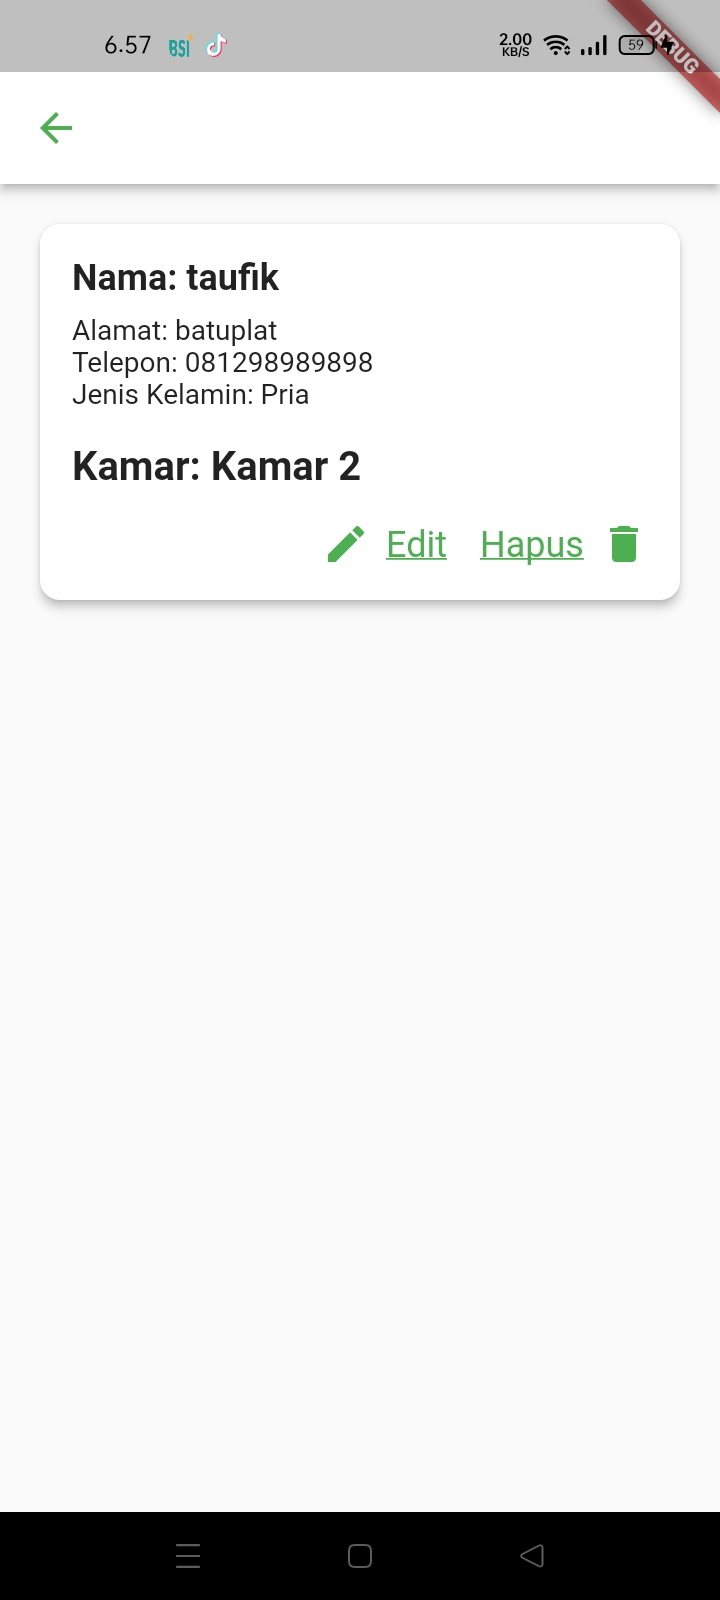 6.57 BSI 2.00 KB/S 59
DEBUG
Nama: taufik
Alamat: batuplat
Telepon: 081298989898
Jenis Kelamin: Pria
Kamar: Kamar 2
Edit Hapus